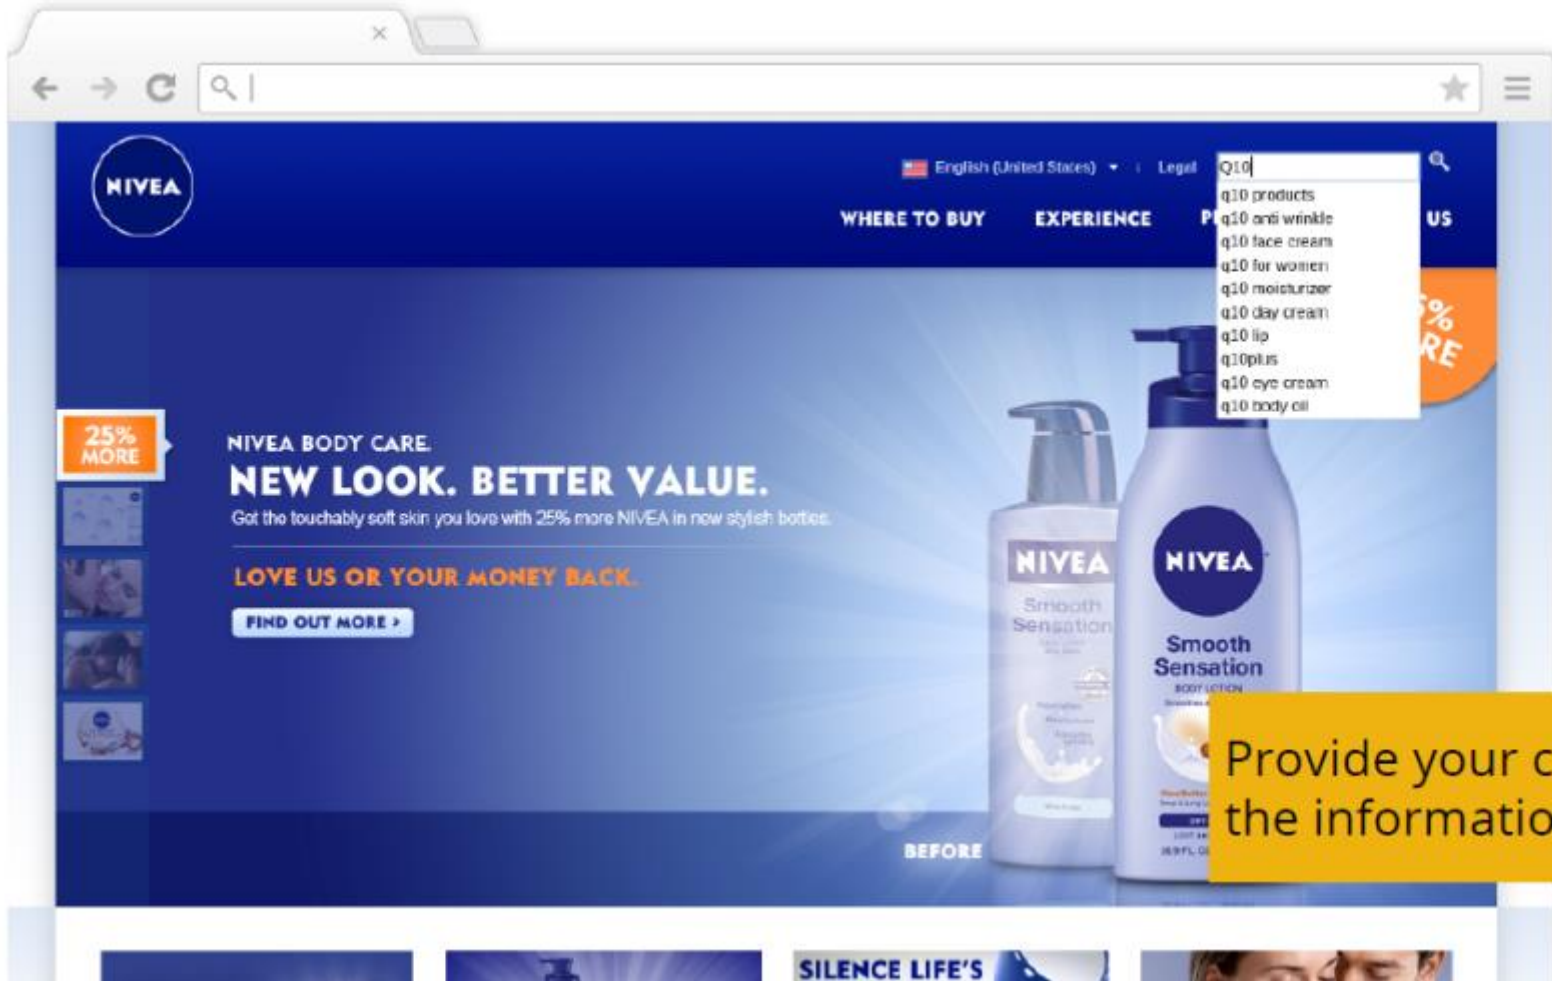 NIVEA
English (United States)
Legal
Q10
q10 products
q10 anti wrinkle
q10 face cream
q10 for women
q10 moisturizer
q10 day cream
q10 lip
q10plus
q10 eye cream
q10 body oil
WHERE TO BUY EXPERIENCE P US
5%
RE
25%
MORE
NIVEA BODY CARE.
NEW LOOK. BETTER VALUE.
Get the touchably soft skin you love with 25% more NIVEA in new stylish bottles.
LOVE US OR YOUR MONEY BACK.
FIND OUT MORE >
NIVEA
Smooth
Sensation
NIVEA
Smooth
Sensation
BODY LOTION
BEFORE
Provide your c
the informatio
SILENCE LIFE'S